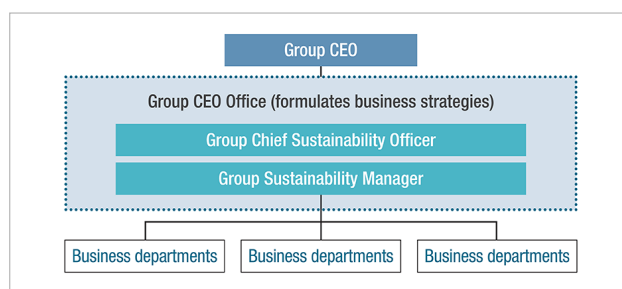 Group CEO
Group CEO Office (formulates business strategies)
Group Chief Sustainability Officer
Group Sustainability Manager
Business departments
Business departments
Business departments